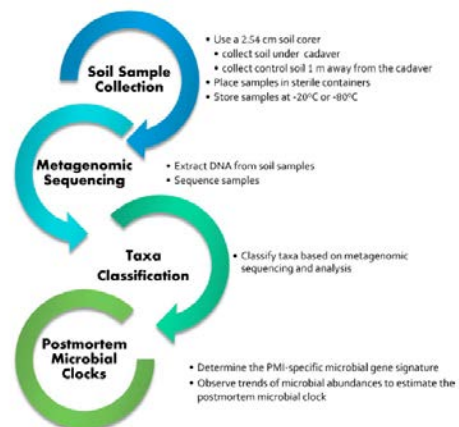 • Use a 2.54 cm soil corer
• collect soil under cadaver
• collect control soil 1 m away from the cadaver
• Place samples in sterile containers
• Store samples at -20°C or -80°C
Soil Sample
Collection
Metagenomic
Sequencing
• Extract DNA from soil samples
• Sequence samples
Taxa
Classification
• Classify taxa based on metagenomic
sequencing and analysis
Postmortem
Microbial
Clocks
• Determine the PMI-specific microbial gene signature
• Observe trends of microbial abundances to estimate the
postmortem microbial clock